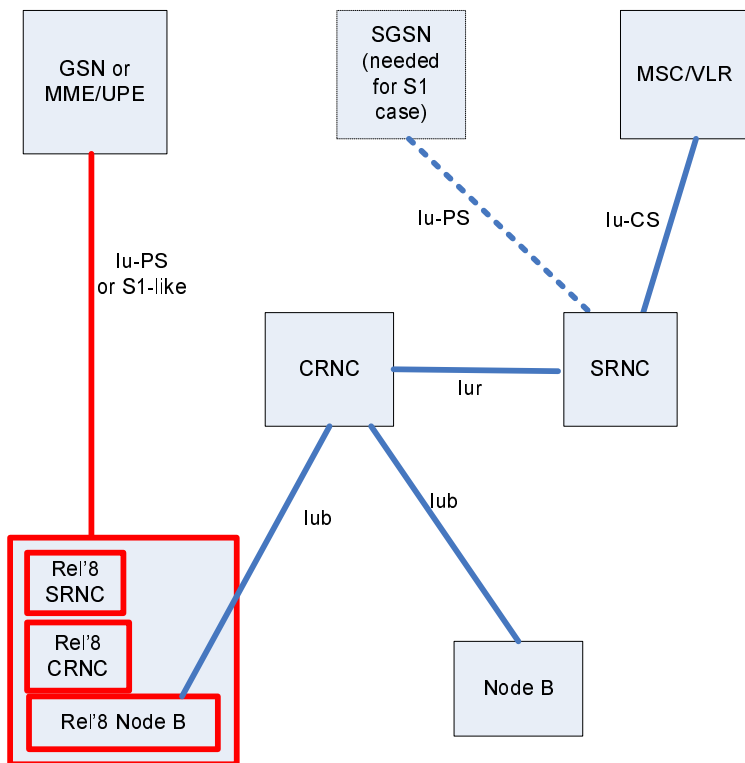 GSN or
MME/UPE
SGSN
(needed
for S1
case)
MSC/VLR
Iu-PS
or S1-like
Iu-PS
Iu-CS
CRNC
Iur
SRNC
Iub
Iub
Rel’8
SRNC
Rel’8
CRNC
Rel’8 Node B
Node B